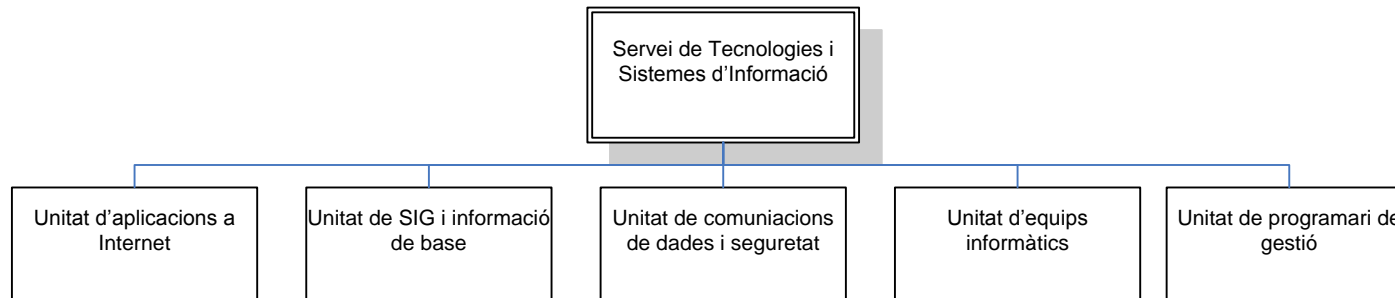 Servei de Tecnologies i
Sistemes d’Informació
Unitat d’aplicacions a
Internet
Unitat de SIG i informació
de base
Unitat de comuniacions
de dades i seguretat
Unitat d’equips
informàtics
Unitat de programari de
gestió